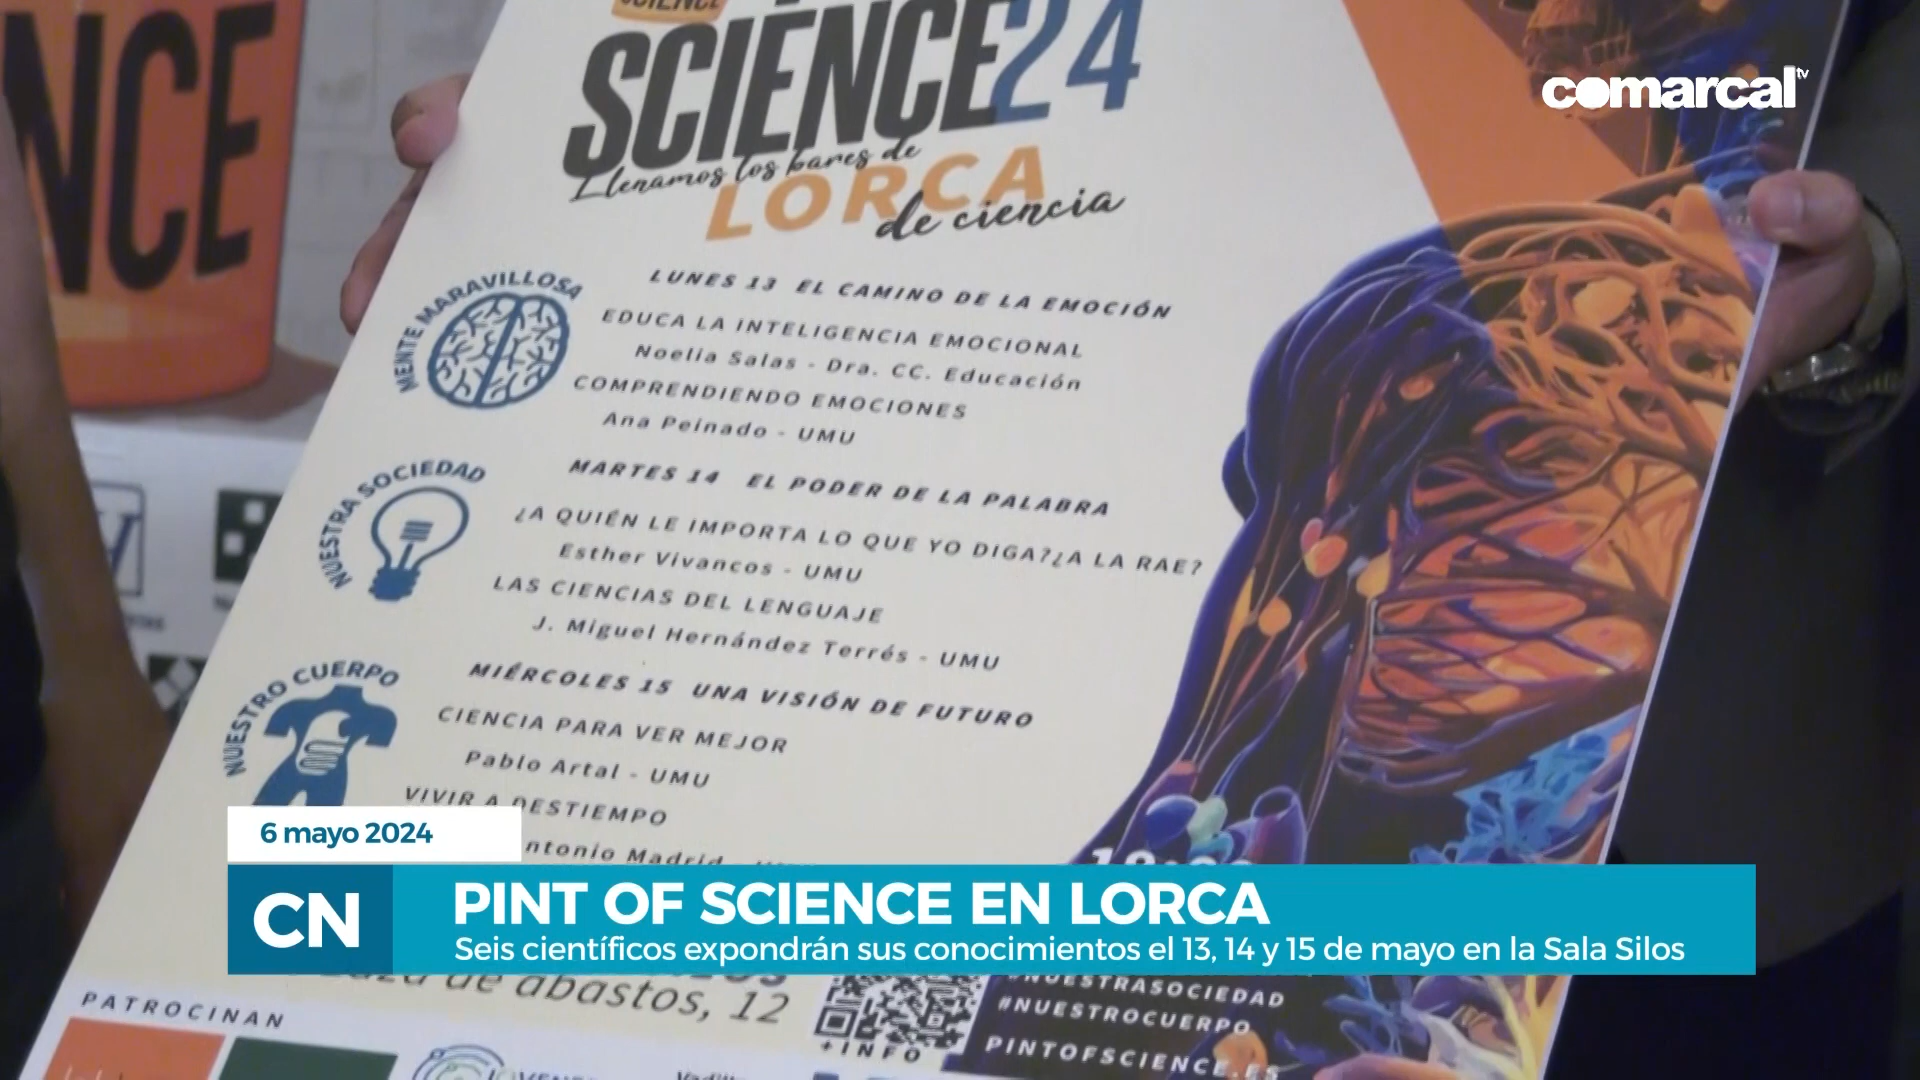 SCIENCE
SCIENCE24
Llenamos los bares de
LORCA
de ciencia
comarcal tv
NCE
MENTE MARAVILLOSA
LUNES 13 EL CAMINO DE LA EMOCIÓN
EDUCA LA INTELIGENCIA EMOCIONAL
Noelia Salas - Dra. CC. Educación
COMPRENDIENDO EMOCIONES
Ana Peinado - UMU
NUESTRA SOCIEDAD
MARTES 14 EL PODER DE LA PALABRA
¿A QUIÉN LE IMPORTA LO QUE YO DIGA?¿A LA RAE?
Esther Vivancos - UMU
LAS CIENCIAS DEL LENGUAJE
J. Miguel Hernández Terrés - UMU
NUESTRO CUERPO
MIÉRCOLES 15 UNA VISIÓN DE FUTURO
CIENCIA PARA VER MEJOR
Pablo Artal - UMU
VIVIR A DESTIEMPO
ntonio Madrid
6 mayo 2024
CN
PINT OF SCIENCE EN LORCA
Seis científicos expondrán sus conocimientos el 13, 14 y 15 de mayo en la Sala Silos
de abastos, 12
+INFO
#NUESTRASOCIEDAD
#NUESTROCUERPO
PINTOFSCIENCE.ES
PATROCINAN